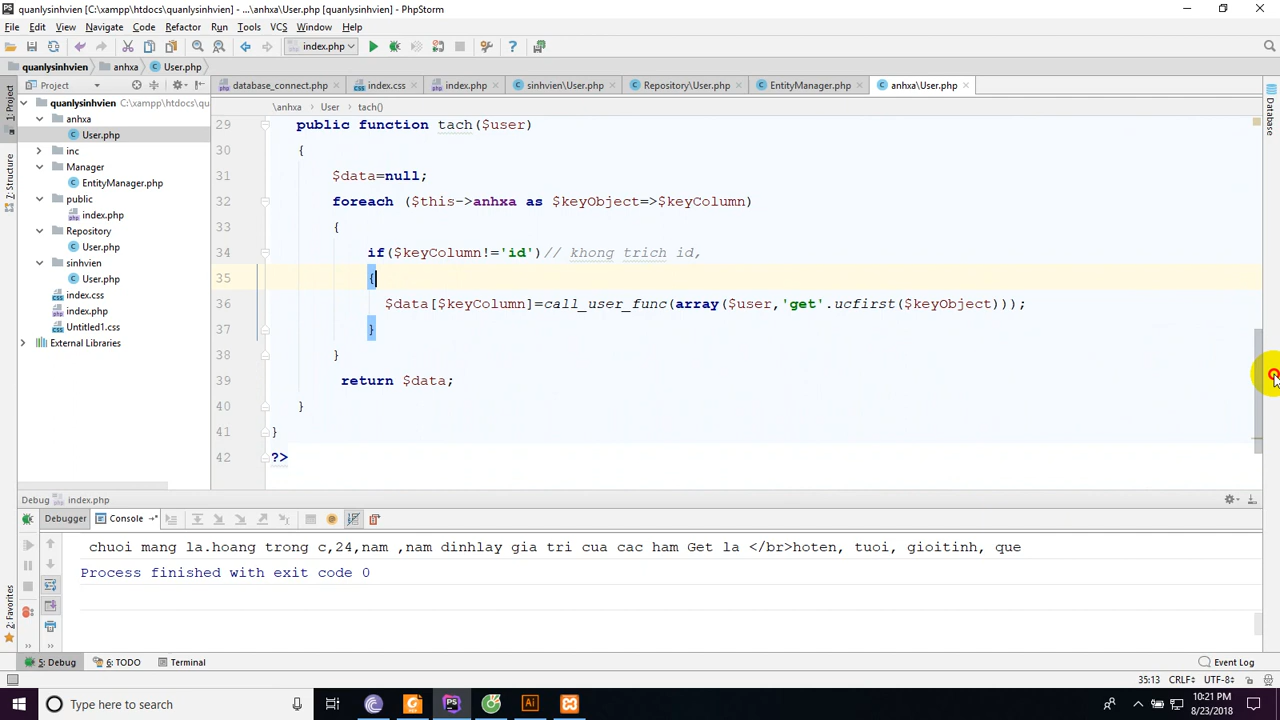 quanlysinhvien [C:\xampp\htdocs\quanlysinhvien] - ...\anhxa\User.php [quanlysinhvien] - PhpStorm
File Edit View Navigate Code Refactor Run Tools VCS Window Help
index.php
quanlysinhvien anhxa User.php
Project
database_connect.php index.css index.php sinhvien\User.php Repository\User.php EntityManager.php anhxa\User.php
\anhxa User tach()
1: Project
7: Structure
2: Favorites
Database
quanlysinhvien C:\xampp\htdocs\qu
anhxa
User.php
inc
Manager
EntityManager.php
public
index.php
Repository
User.php
sinhvien
User.php
index.css
index.php
Untitled1.css
External Libraries
29 public function tach($user)
30 {
31 $data=null;
32 foreach ($this->anhxa as $keyObject=>$keyColumn)
33 {
34 if($keyColumn!='id')// khong trich id,
35 {
36 $data[$keyColumn]=call_user_func(array($user,'get'.ucfirst($keyObject)));
37 }
38 }
39 return $data;
40 }
41 }
42 ?>
Debug index.php
Debugger Console
chuoi mang la.hoang trong c,24,nam ,nam dinhlay gia tri cua cac ham Get la </br>hoten, tuoi, gioitinh, que
Process finished with exit code 0
5: Debug 6: TODO Terminal Event Log
35:13 CRLF÷ UTF-8÷
Type here to search
10:21 PM
8/23/2018